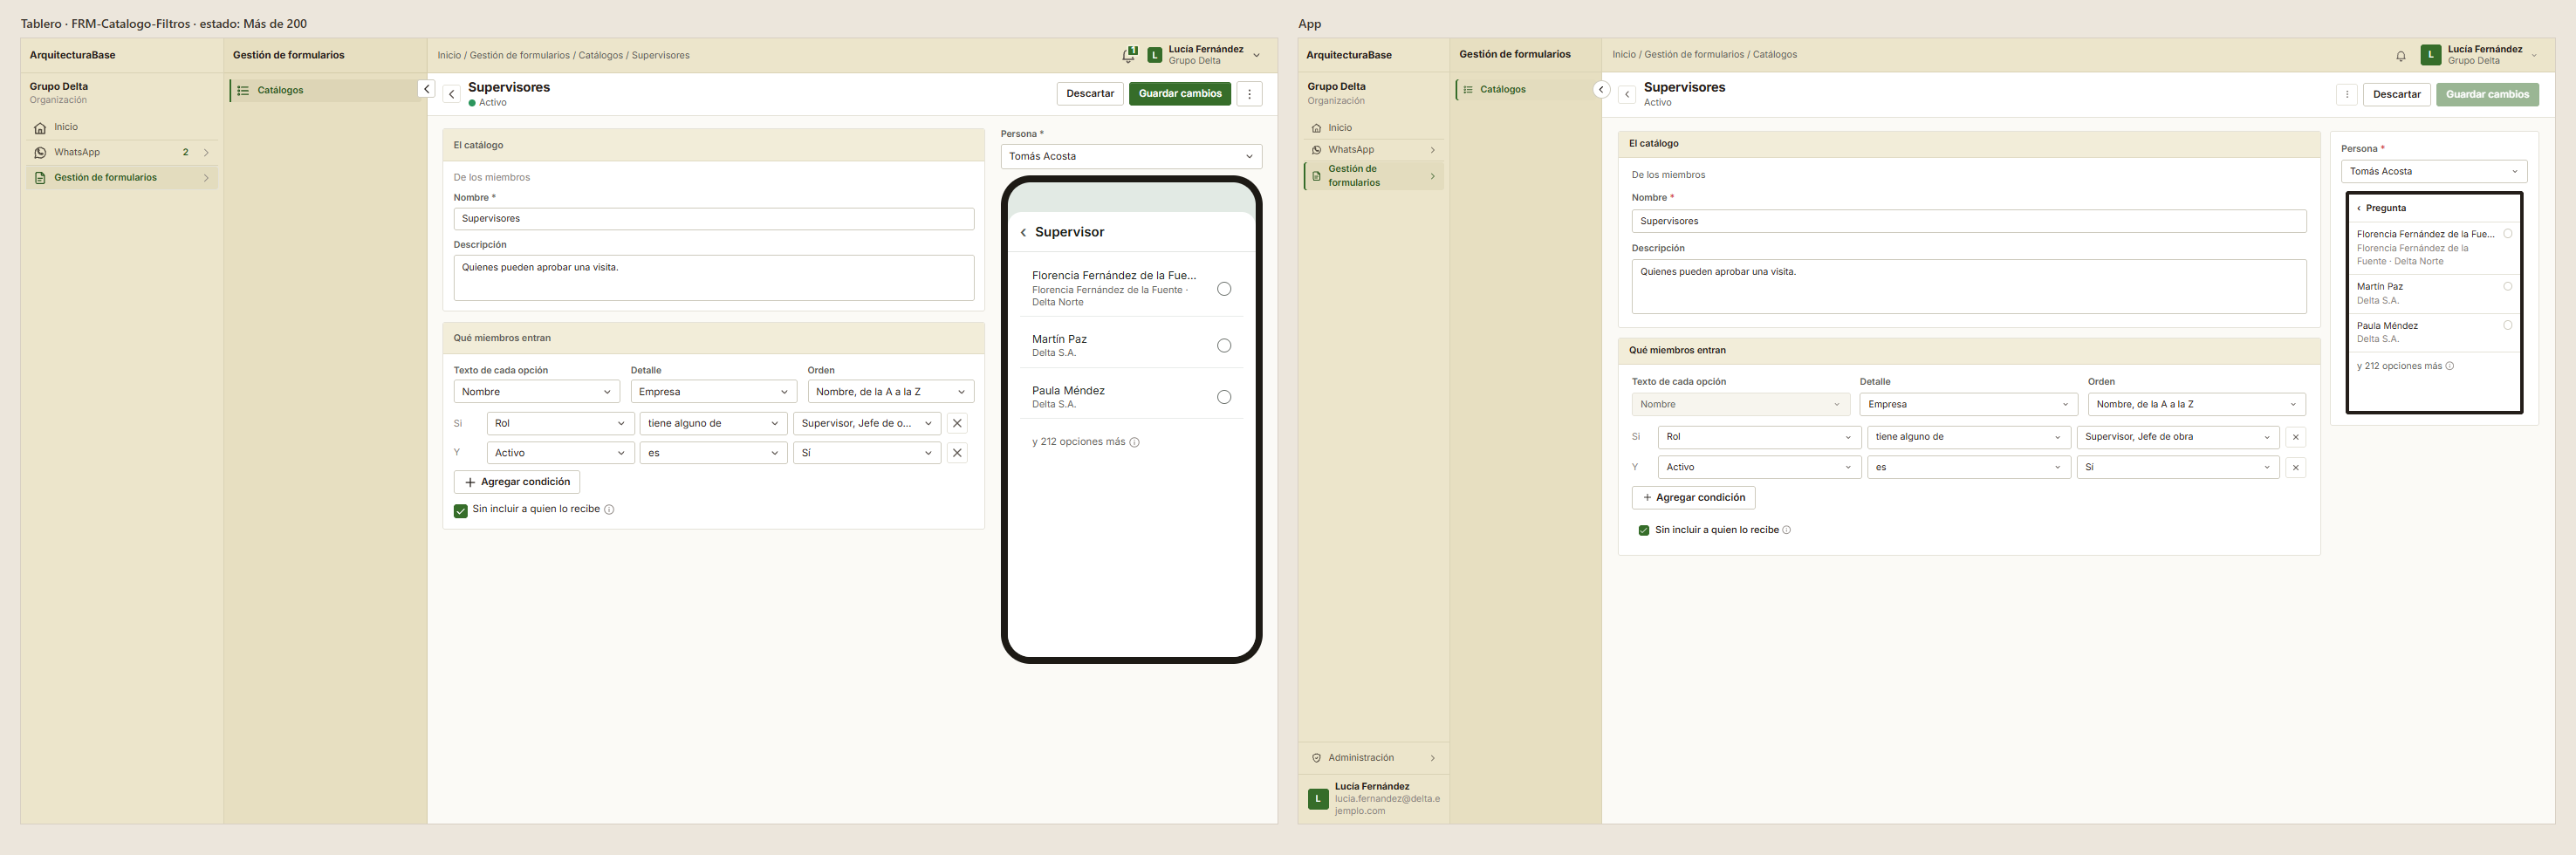 Tablero · FRM-Catalogo-Filtros · estado: Más de 200
ArquitecturaBase
Gestión de formularios
Inicio / Gestión de formularios / Catálogos / Supervisores
1
L
Lucía Fernández
Grupo Delta
Grupo Delta
Organización
Inicio
WhatsApp
2
Gestión de formularios
Catálogos
Supervisores
Activo
Descartar
Guardar cambios
El catálogo
De los miembros
Nombre *
Supervisores
Descripción
Quienes pueden aprobar una visita.
Qué miembros entran
Texto de cada opción
Detalle
Orden
Nombre
Empresa
Nombre, de la A a la Z
Si
Rol
tiene alguno de
Supervisor, Jefe de o...
Y
Activo
es
Sí
Agregar condición
Sin incluir a quien lo recibe
Persona *
Tomás Acosta
Supervisor
Florencia Fernández de la Fue...
Florencia Fernández de la Fuente ·
Delta Norte
Martín Paz
Delta S.A.
Paula Méndez
Delta S.A.
y 212 opciones más
App
ArquitecturaBase
Gestión de formularios
Inicio / Gestión de formularios / Catálogos
L
Lucía Fernández
Grupo Delta
Grupo Delta
Organización
Inicio
WhatsApp
Gestión de
formularios
Catálogos
Supervisores
Activo
Descartar
Guardar cambios
El catálogo
De los miembros
Nombre *
Supervisores
Descripción
Quienes pueden aprobar una visita.
Qué miembros entran
Texto de cada opción
Detalle
Orden
Nombre
Empresa
Nombre, de la A a la Z
Si
Rol
tiene alguno de
Supervisor, Jefe de obra
Y
Activo
es
Sí
Agregar condición
Sin incluir a quien lo recibe
Persona *
Tomás Acosta
Pregunta
Florencia Fernández de la Fue...
Florencia Fernández de la
Fuente · Delta Norte
Martín Paz
Delta S.A.
Paula Méndez
Delta S.A.
y 212 opciones más
Administración
L
Lucía Fernández
lucia.fernandez@delta.e
jemplo.com